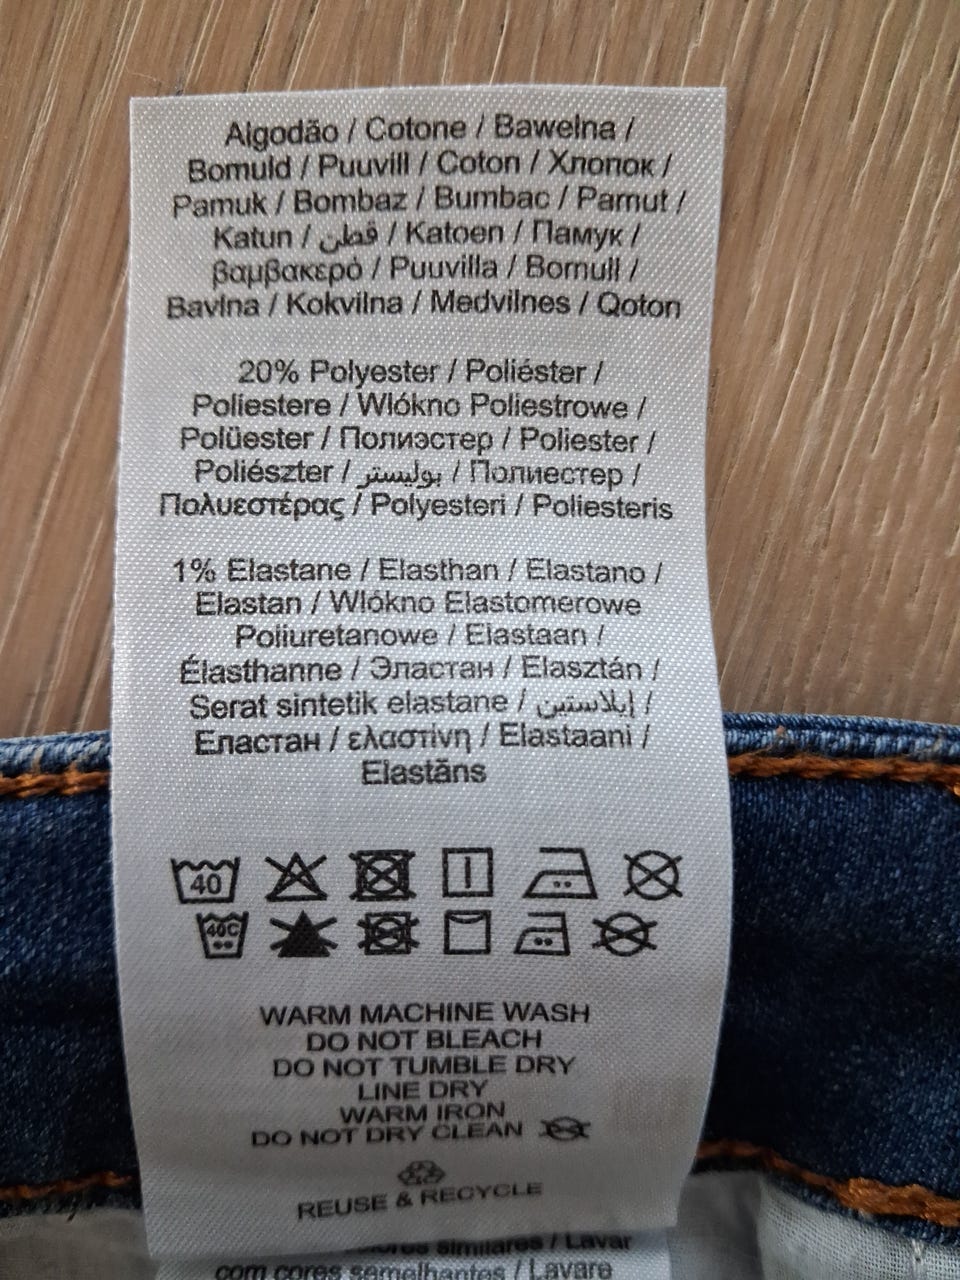 Algodão / Cotone / Bawełna /
Bomuld / Puuvill / Coton / Хлопок /
Pamuk / Bombaz / Bumbac / Pamut /
Katun / قطن / Katoen / Памук /
βαμβακερό / Puuvilla / Bomull /
Bavlna / Kokvilna / Medvilnes / Qoton
20% Polyester / Poliéster /
Poliestere / Włókno Poliestrowe /
Polüester / Полиэстер / Poliester /
Poliészter / بوليستر / Полиестер /
Πολυεστέρας / Polyesteri / Poliesteris
1% Elastane / Elasthan / Elastano /
Elastan / Włókno Elastomerowe
Poliuretanowe / Elastaan /
Élasthanne / Эластан / Elasztán /
Serat sintetik elastane / إيلاستين /
Еластан / ελαστίνη / Elastaani /
Elastāns
40
40C
WARM MACHINE WASH
DO NOT BLEACH
DO NOT TUMBLE DRY
LINE DRY
WARM IRON
DO NOT DRY CLEAN
REUSE & RECYCLE
similares / Lavar
com cores semelhantes / Lavare